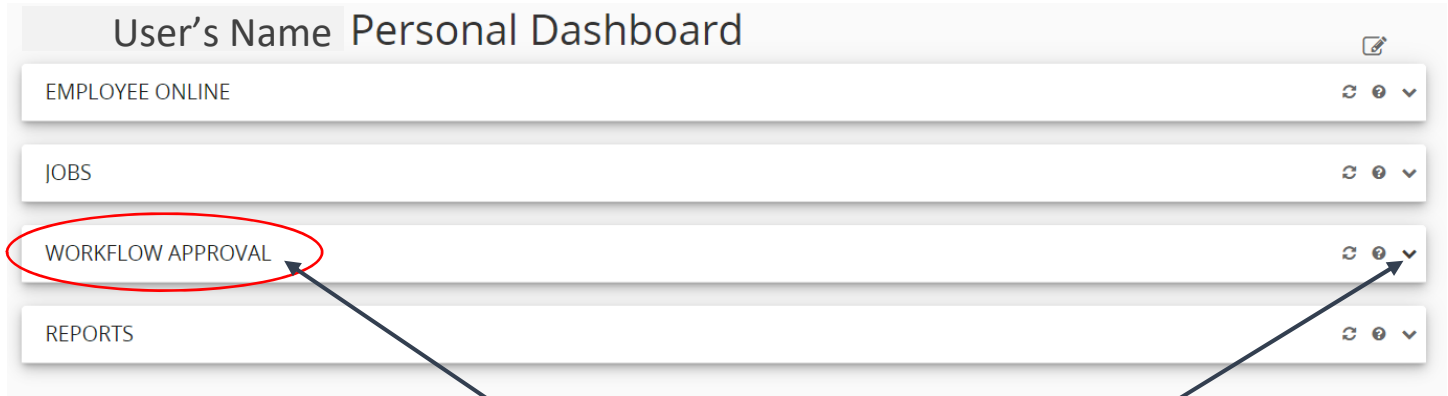 User's Name Personal Dashboard
EMPLOYEE ONLINE
JOBS
WORKFLOW APPROVAL
REPORTS